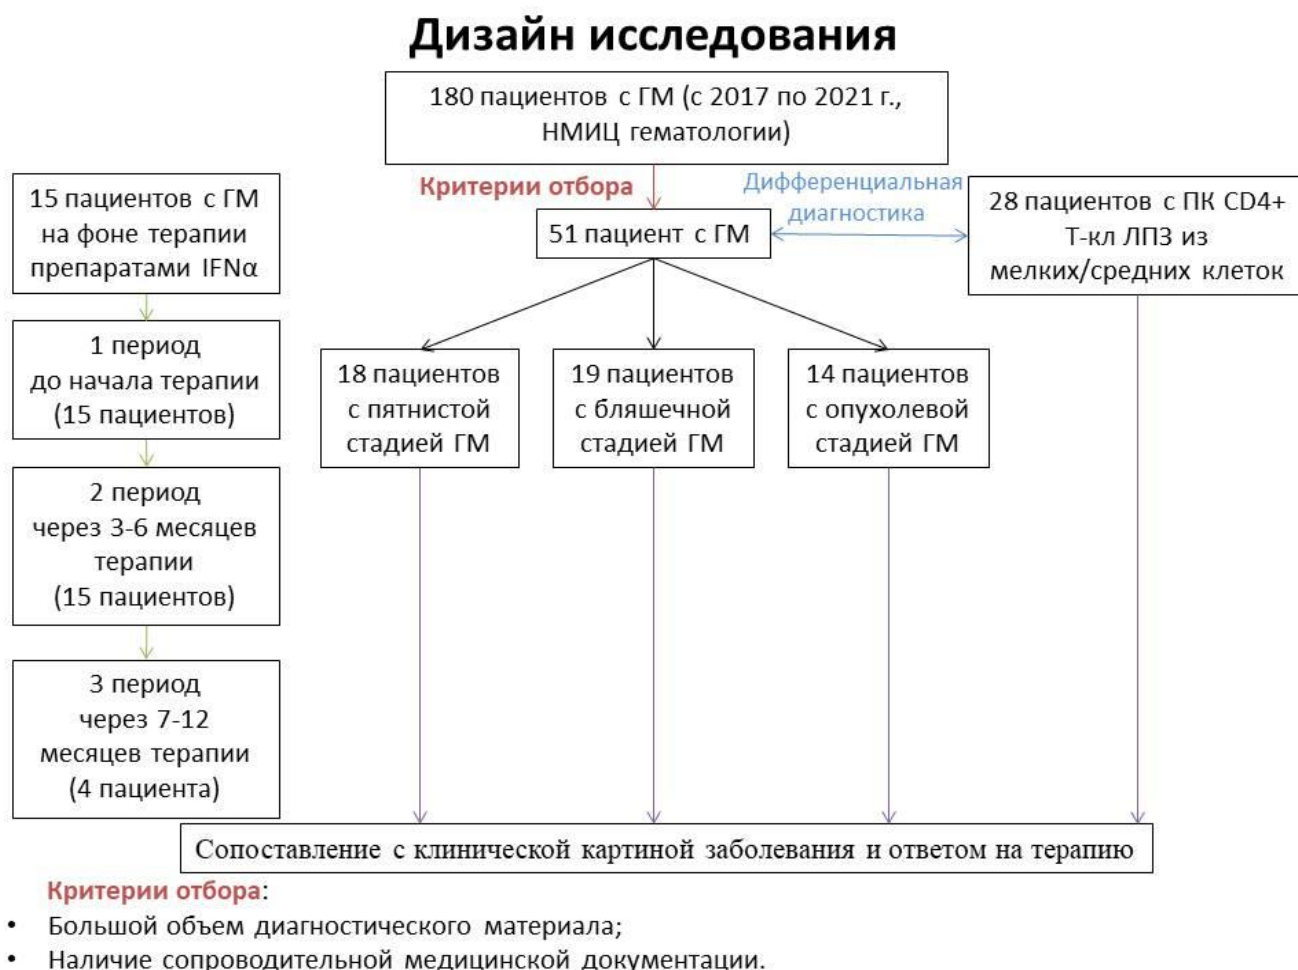 Дизайн исследования
180 пациентов с ГМ (с 2017 по 2021 г.,
НМИЦ гематологии)
Критерии отбора
Дифференциальная
диагностика
51 пациент с ГМ
28 пациентов с ПК CD4+
Т-кл ЛПЗ из
мелких/средних клеток
15 пациентов с ГМ
на фоне терапии
препаратами IFNα
1 период
до начала терапии
(15 пациентов)
2 период
через 3-6 месяцев
терапии
(15 пациентов)
3 период
через 7-12
месяцев терапии
(4 пациента)
18 пациентов
с пятнистой
стадией ГМ
19 пациентов
с бляшечной
стадией ГМ
14 пациентов
с опухолевой
стадией ГМ
Сопоставление с клинической картиной заболевания и ответом на терапию
Критерии отбора:
• Большой объем диагностического материала;
• Наличие сопроводительной медицинской документации.